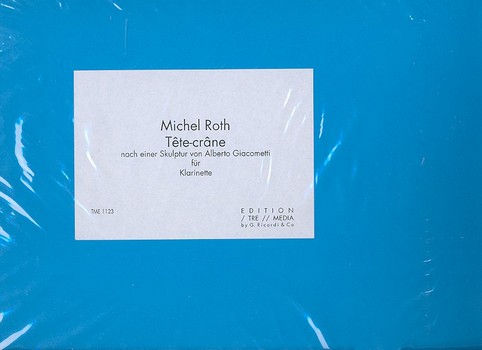 Michel Roth
Tête-crâne
nach einer Skulptur von Alberto Giacometti
für
Klarinette
TME 1123
EDITION
/ TRE // MEDIA
by G. Ricordi & Co